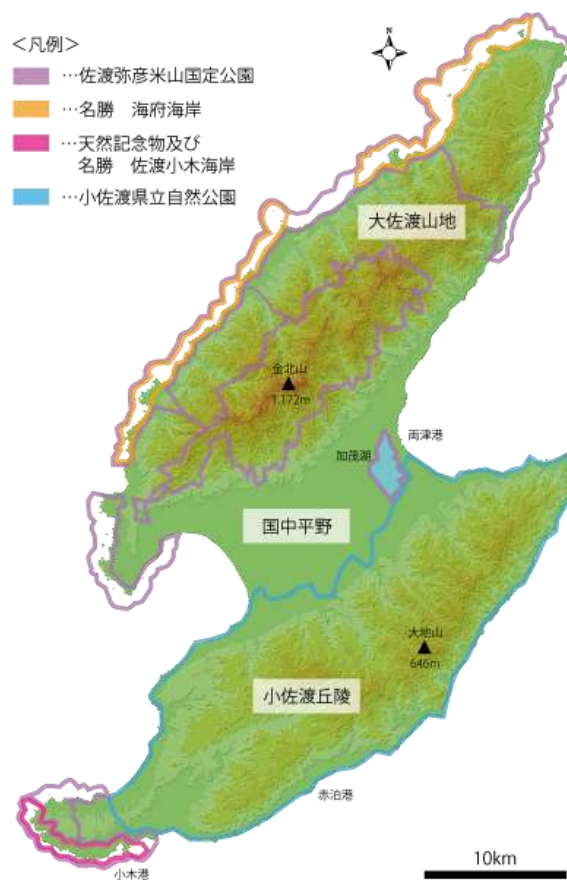 <凡例>
N
…佐渡弥彦米山国定公園
…名勝　海府海岸
…天然記念物及び
名勝　佐渡小木海岸
…小佐渡県立自然公園
大佐渡山地
金北山
1.172m
両津港
加茂湖
国中平野
大地山
646m
小佐渡丘陵
赤泊港
小木港
10km